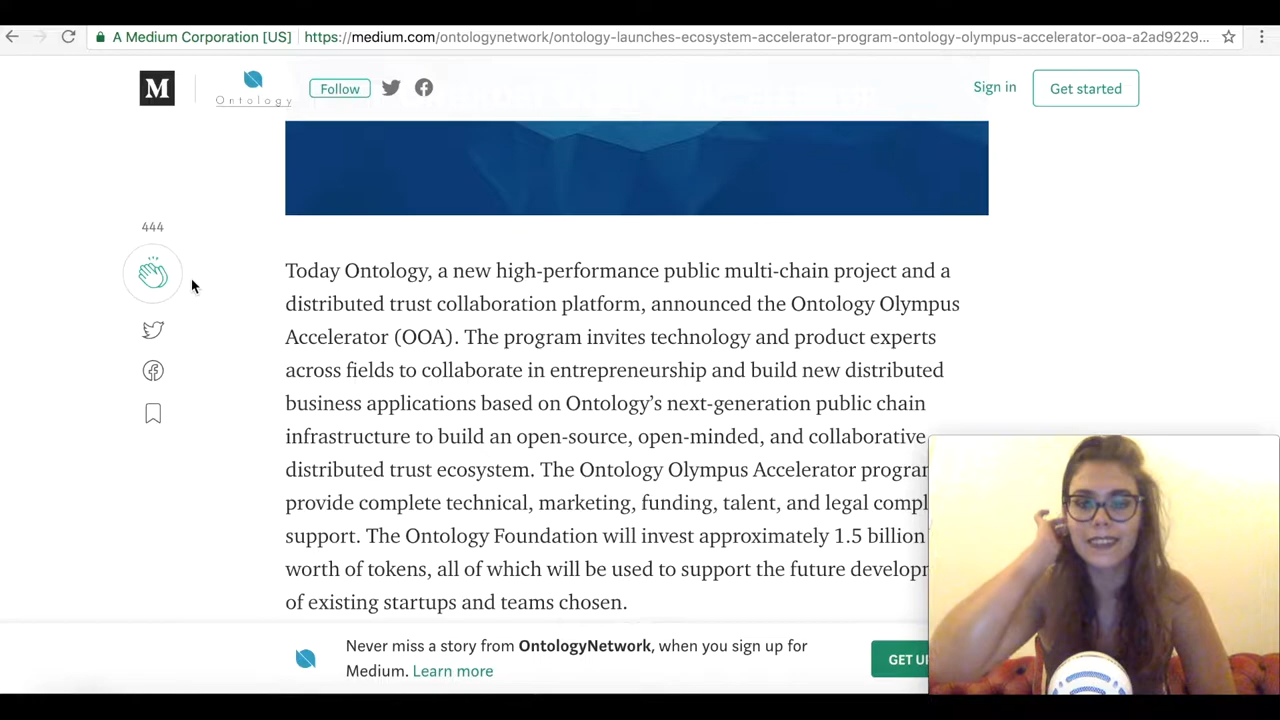 A Medium Corporation [US]
https://medium.com/ontologynetwork/ontology-launches-ecosystem-accelerator-program-ontology-olympus-accelerator-ooa-a2ad9229...
M
Ontology
Follow
Sign in
Get started
444
Today Ontology, a new high-performance public multi-chain project and a
distributed trust collaboration platform, announced the Ontology Olympus
Accelerator (OOA). The program invites technology and product experts
across fields to collaborate in entrepreneurship and build new distributed
business applications based on Ontology’s next-generation public chain
infrastructure to build an open-source, open-minded, and collaborative
distributed trust ecosystem. The Ontology Olympus Accelerator progra
provide complete technical, marketing, funding, talent, and legal compl
support. The Ontology Foundation will invest approximately 1.5 billion
worth of tokens, all of which will be used to support the future develop
of existing startups and teams chosen.
Never miss a story from OntologyNetwork, when you sign up for
Medium. Learn more
GET U